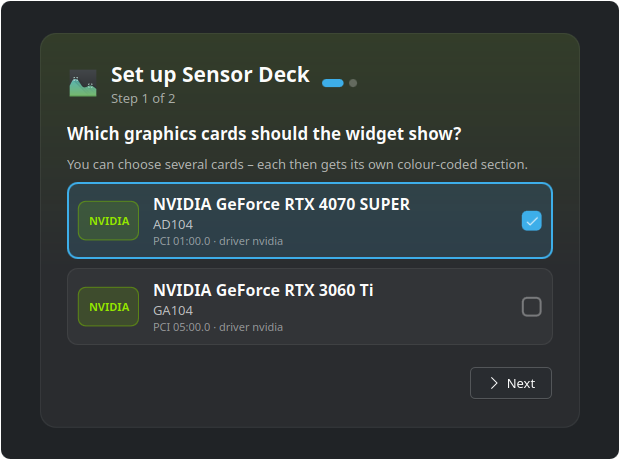 Set up Sensor Deck
Step 1 of 2
Which graphics cards should the widget show?
You can choose several cards – each then gets its own colour-coded section.
NVIDIA
NVIDIA GeForce RTX 4070 SUPER
AD104
PCI 01:00.0 · driver nvidia
NVIDIA
NVIDIA GeForce RTX 3060 Ti
GA104
PCI 05:00.0 · driver nvidia
Next